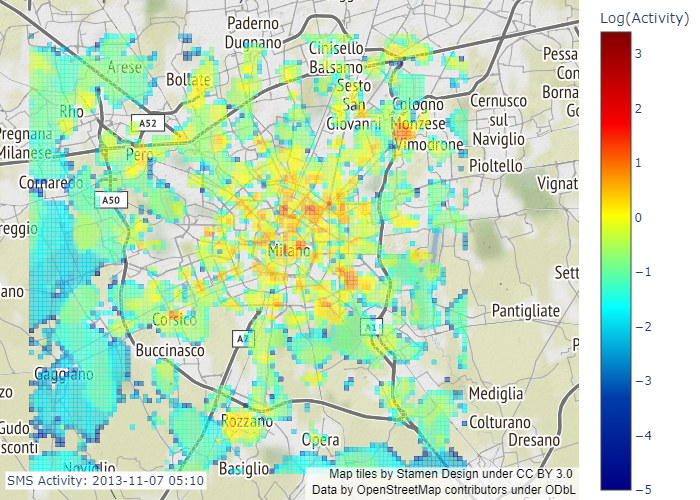 Log(Activity)
Paderno
Dugnano
Cinisello
Balsamo
Arese
Bollate
Sesto
San
Giovanni
Cologno
Monzese
Cernusco
sul
Naviglio
Rho
A52
Pregnana
Milanese
Pero
Vimodrone
Pioltello
Cornaredo
A50
Vignat
reggio
Milano
Sett
ano
Pantigliate
Corsico
A7
A1
Buccinasco
Gaggiano
Mediglia
Rozzano
Colturano
Opera
Dresano
Gudo
sconti
Noviglio
Basiglio
Pessa
Con
Borna
Go
zo
P
3
2
1
0
−1
−2
−3
−4
−5
SMS Activity: 2013-11-07 05:10
Map tiles by Stamen Design under CC BY 3.0
Data by OpenStreetMap contributors under ODbL